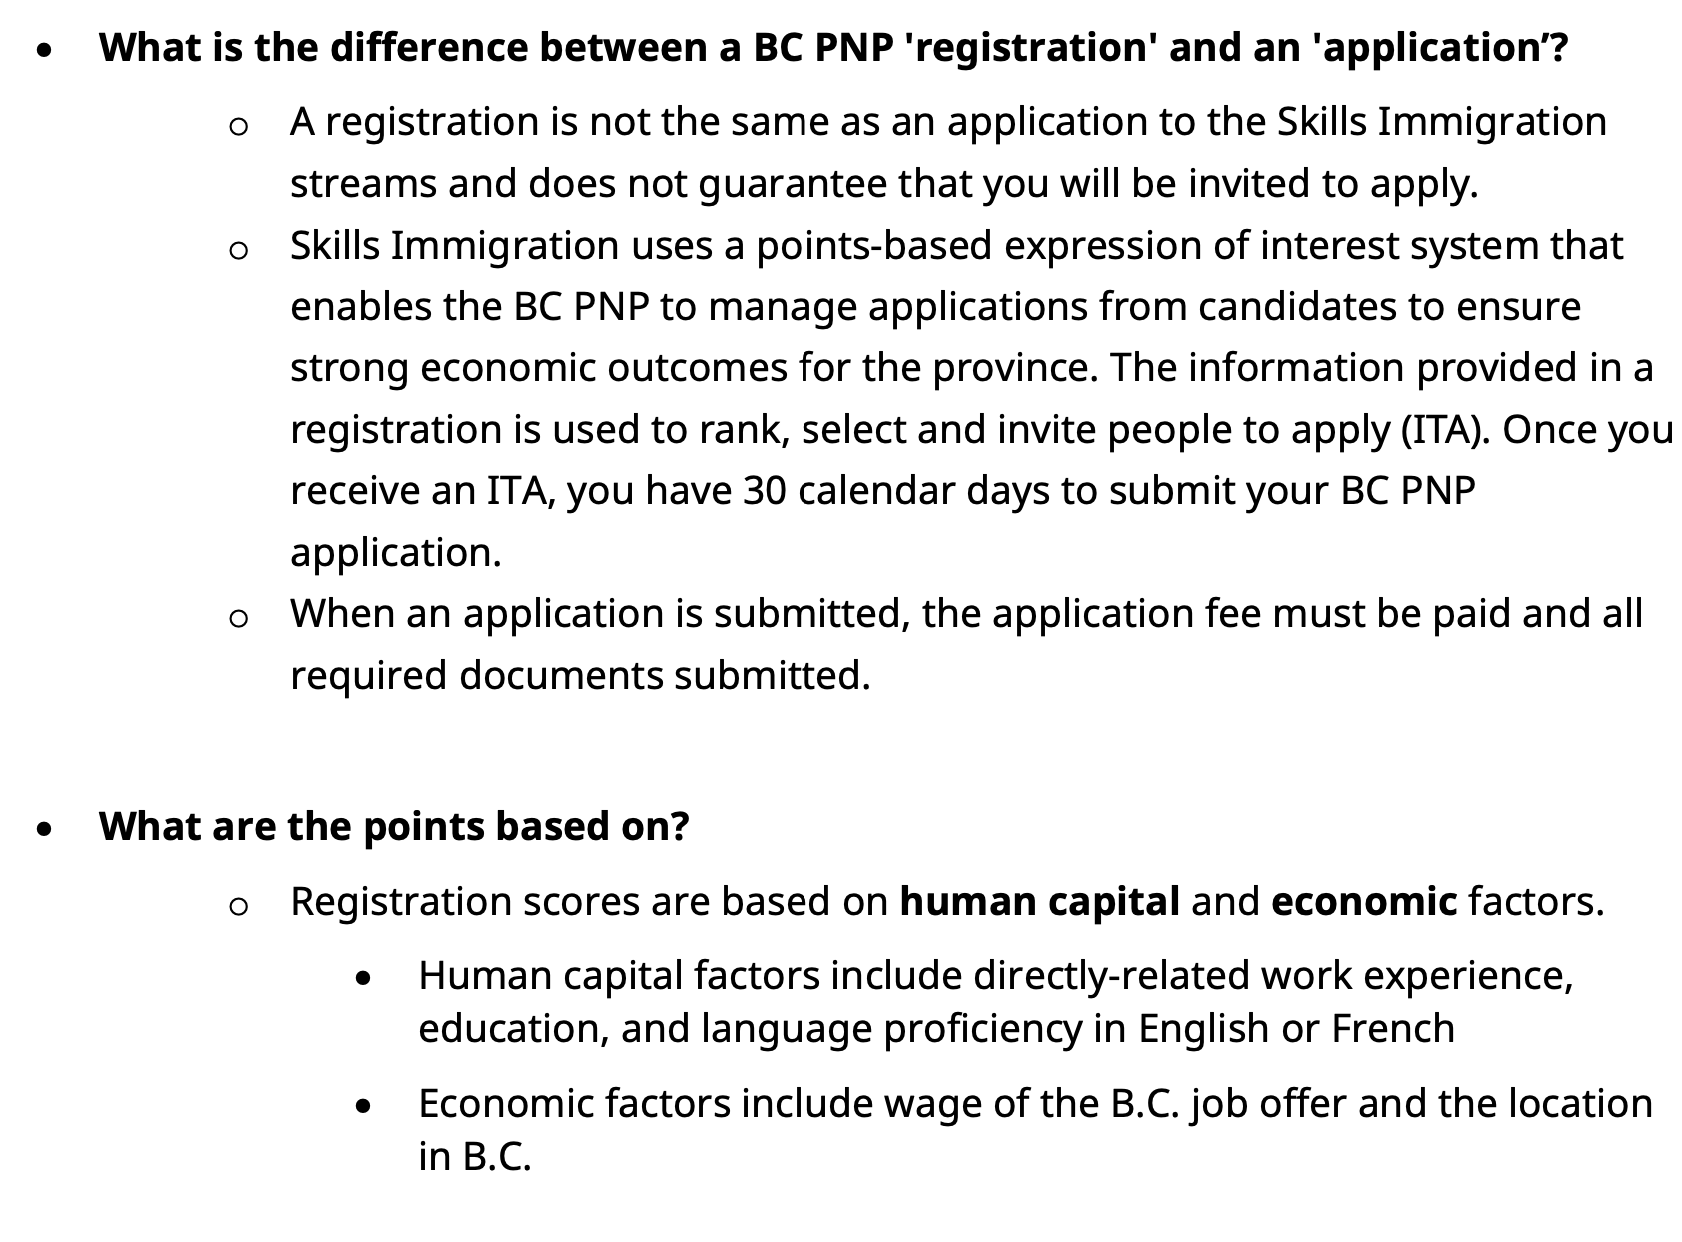 • What is the difference between a BC PNP 'registration' and an 'application’?
○ A registration is not the same as an application to the Skills Immigration
streams and does not guarantee that you will be invited to apply.
○ Skills Immigration uses a points-based expression of interest system that
enables the BC PNP to manage applications from candidates to ensure
strong economic outcomes for the province. The information provided in a
registration is used to rank, select and invite people to apply (ITA). Once you
receive an ITA, you have 30 calendar days to submit your BC PNP
application.
○ When an application is submitted, the application fee must be paid and all
required documents submitted.
• What are the points based on?
○ Registration scores are based on human capital and economic factors.
• Human capital factors include directly-related work experience,
education, and language proficiency in English or French
• Economic factors include wage of the B.C. job offer and the location
in B.C.